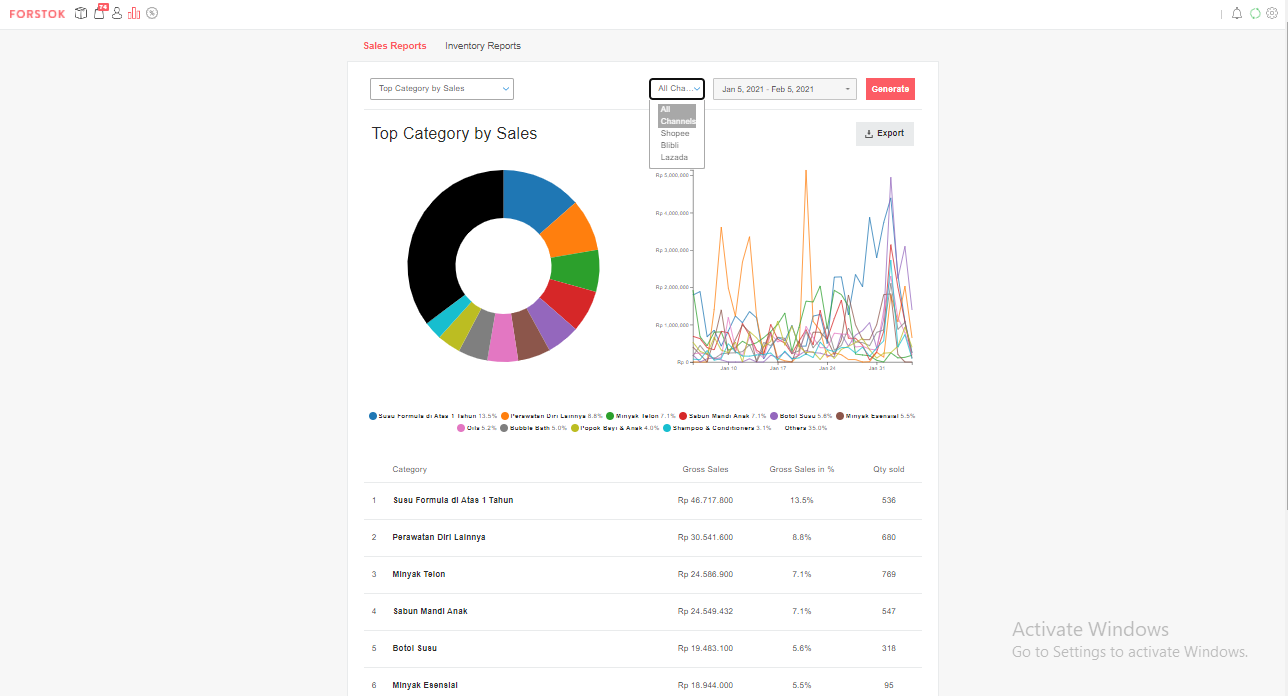 FORSTOK 74
Sales Reports Inventory Reports
Top Category by Sales All Cha... Jan 5, 2021 - Feb 5, 2021 Generate
All
Channels
Shopee
Blibli
Lazada
Top Category by Sales Export
Rp 5,000,000
Rp 4,000,000
Rp 3,000,000
Rp 2,000,000
Rp 1,000,000
Rp 0
Jan 10 Jan 17 Jan 24 Jan 31
Susu Formula di Atas 1 Tahun 13.5% Perawatan Diri Lainnya 8.8% Minyak Telon 7.1% Sabun Mandi Anak 7.1% Botol Susu 5.6% Minyak Esensial 5.5%
Oils 5.2% Bubble Bath 5.0% Popok Bayi & Anak 4.0% Shampoo & Conditioners 3.1% Others 35.0%
Category Gross Sales Gross Sales in % Qty sold
1 Susu Formula di Atas 1 Tahun Rp 46.717.800 13.5% 536
2 Perawatan Diri Lainnya Rp 30.541.600 8.8% 680
3 Minyak Telon Rp 24.586.900 7.1% 769
4 Sabun Mandi Anak Rp 24.549.432 7.1% 547
5 Botol Susu Rp 19.483.100 5.6% 318
6 Minyak Esensial Rp 18.944.000 5.5% 95
Activate Windows
Go to Settings to activate Windows.